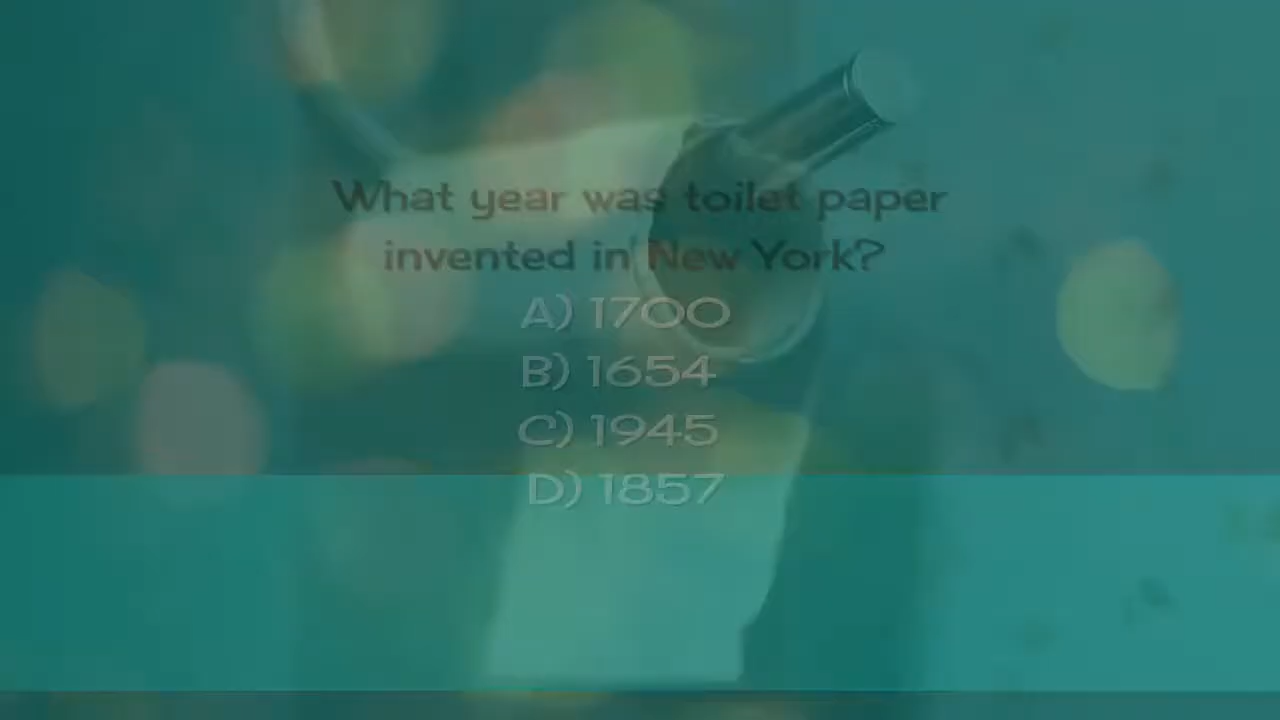 What year was toilet paper
invented in New York?
A) 1700
B) 1654
C) 1945
D) 1857